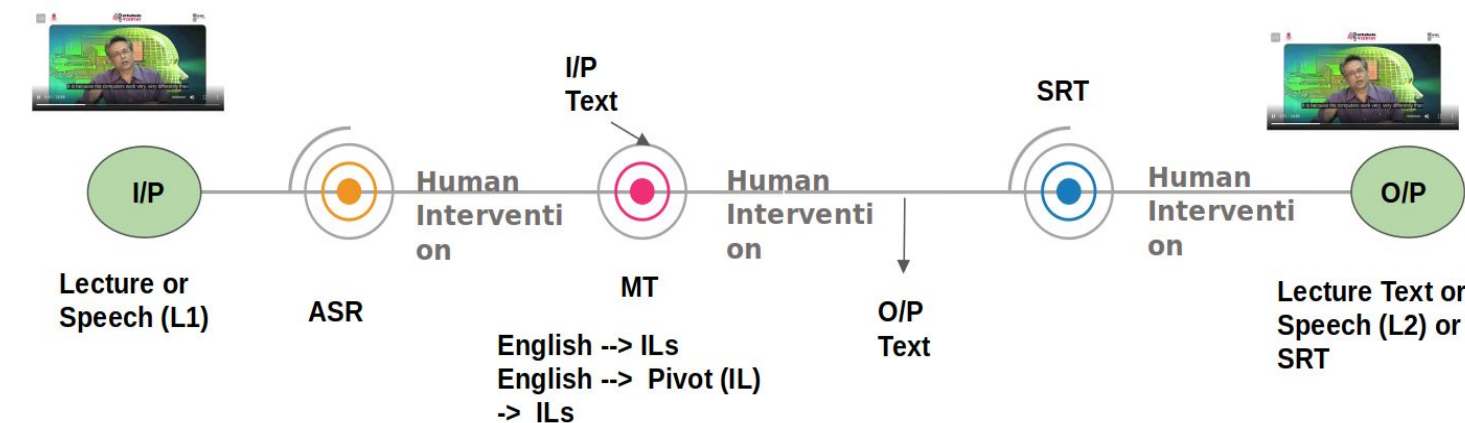 I/P
Text
SRT
I/P
Human
Interventi
on
Human
Interventi
on
Human
Interventi
on
O/P
Lecture or
Speech (L1)
ASR
MT
O/P
Text
Lecture Text or
Speech (L2) or
SRT
English --> ILs
English --> Pivot (IL)
-> ILs